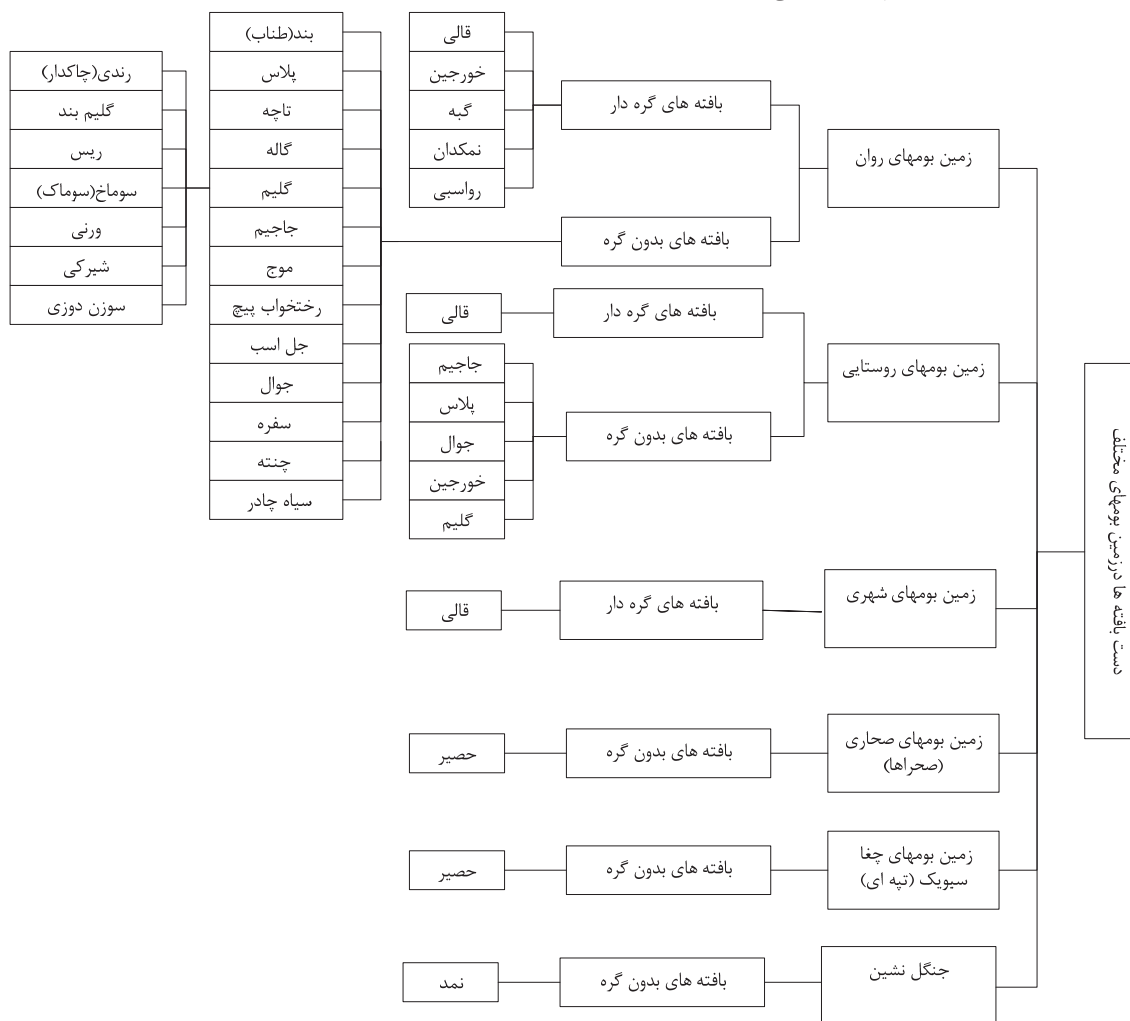 دست بافته ها درزمین بومهای مختلف
زمین بومهای روان
بافته های گره دار
قالی
خورجین
گبه
نمکدان
رواسبی
بافته های بدون گره
بند(طناب)
پلاس
تاچه
گاله
گلیم
جاجیم
موج
رختخواب پیچ
جل اسب
جوال
سفره
چنته
سیاه چادر
رندی(چاکدار)
گلیم بند
ریس
سوماخ(سوماک)
ورنی
شیرکی
سوزن دوزی
زمین بومهای روستایی
بافته های گره دار
قالی
بافته های بدون گره
جاجیم
پلاس
جوال
خورجین
گلیم
زمین بومهای شهری
بافته های گره دار
قالی
زمین بومهای صحاری
(صحراها)
بافته های بدون گره
حصیر
زمین بومهای چغا
سیویک (تپه ای)
بافته های بدون گره
حصیر
جنگل نشین
بافته های بدون گره
نمد